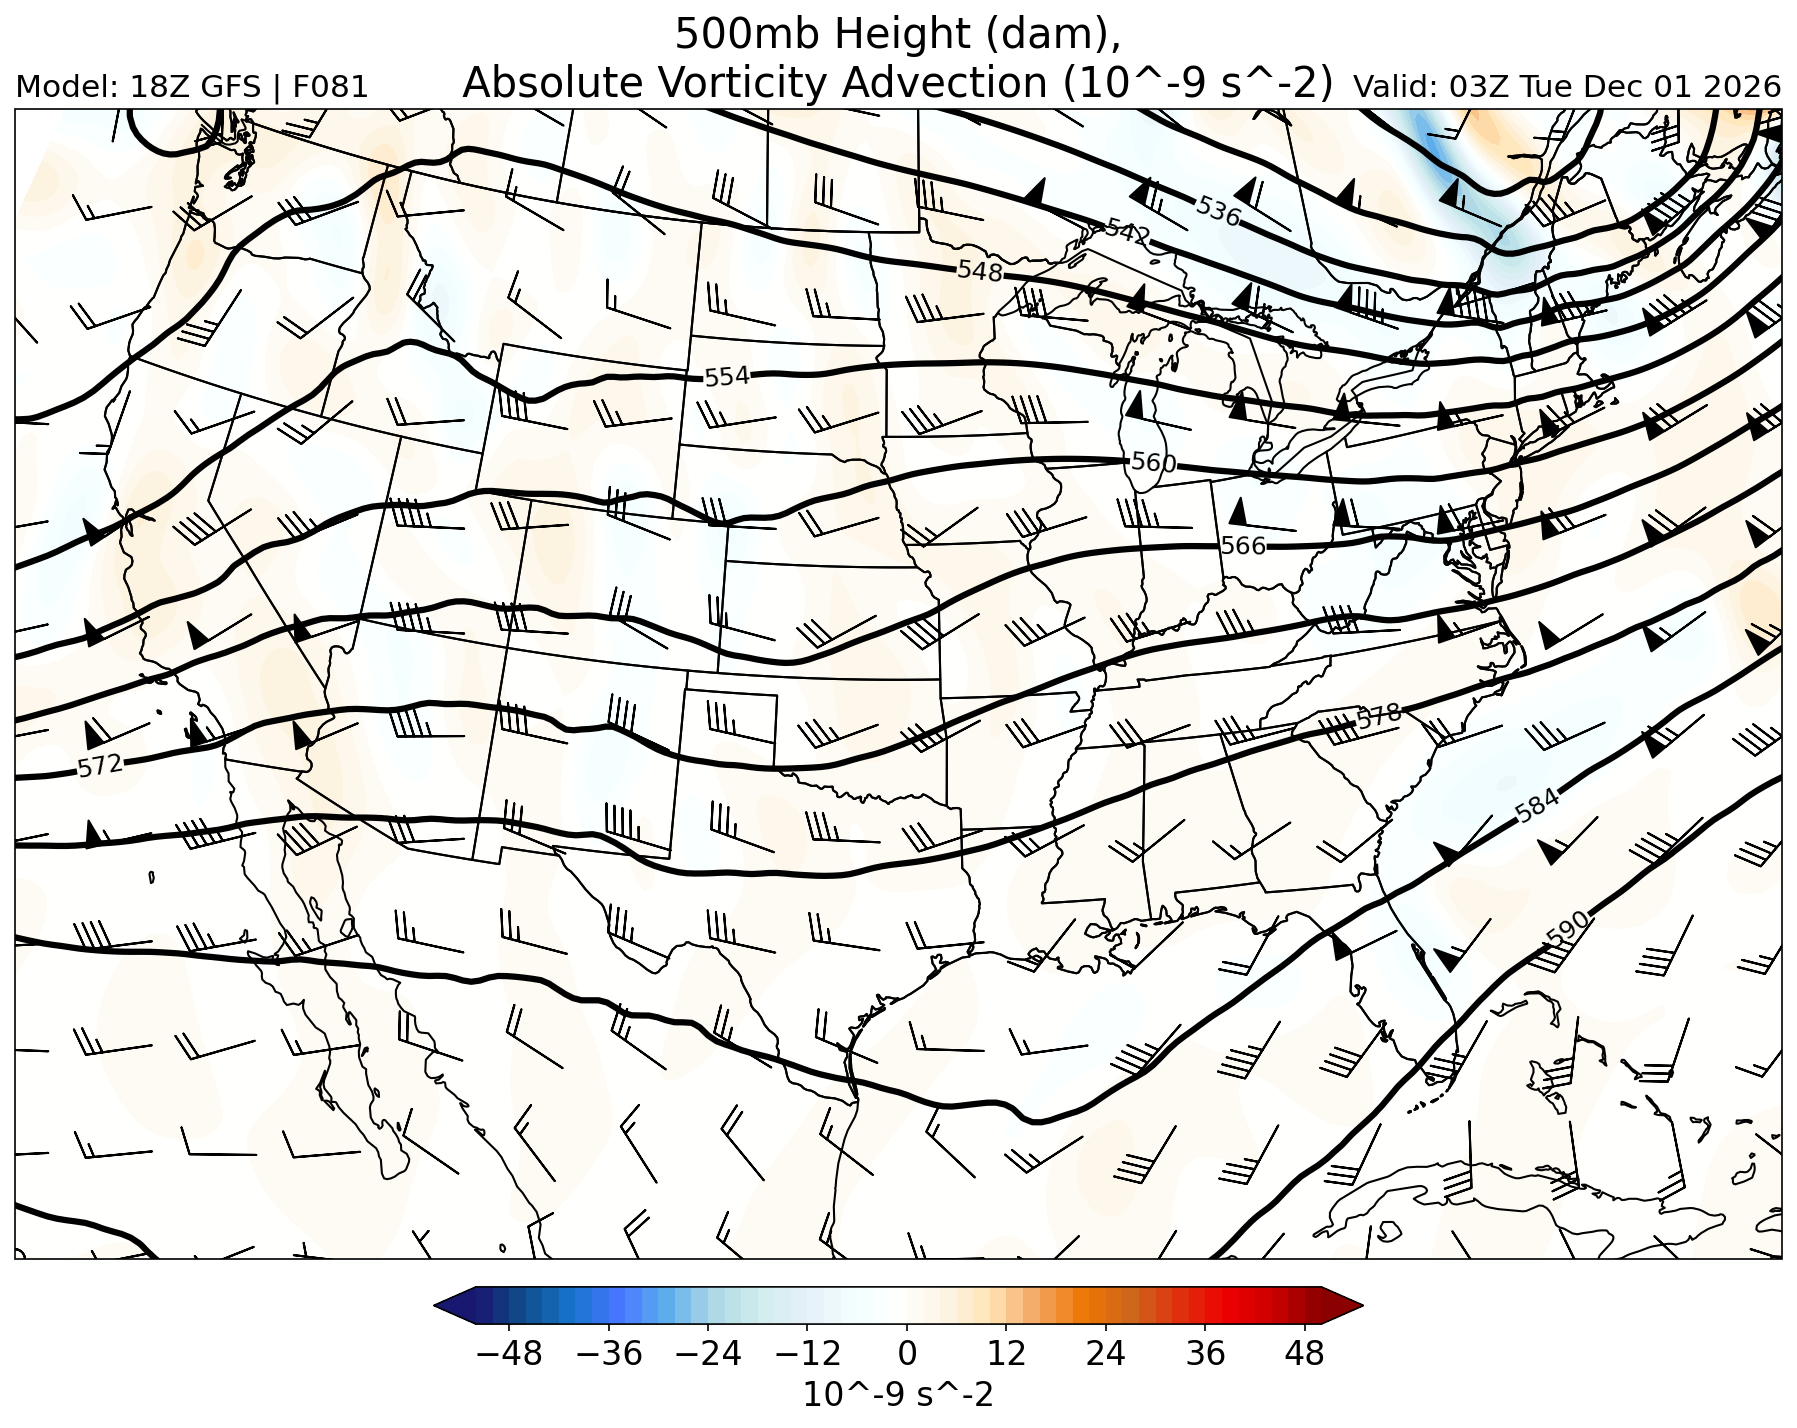 500mb Height (dam),
Model: 18Z GFS | F081
Absolute Vorticity Advection (10^-9 s^-2)
Valid: 03Z Tue Dec 01 2026
536
542
548
554
560
566
578
572
584
590
−48 −36 −24 −12 0 12 24 36 48
10^-9 s^-2